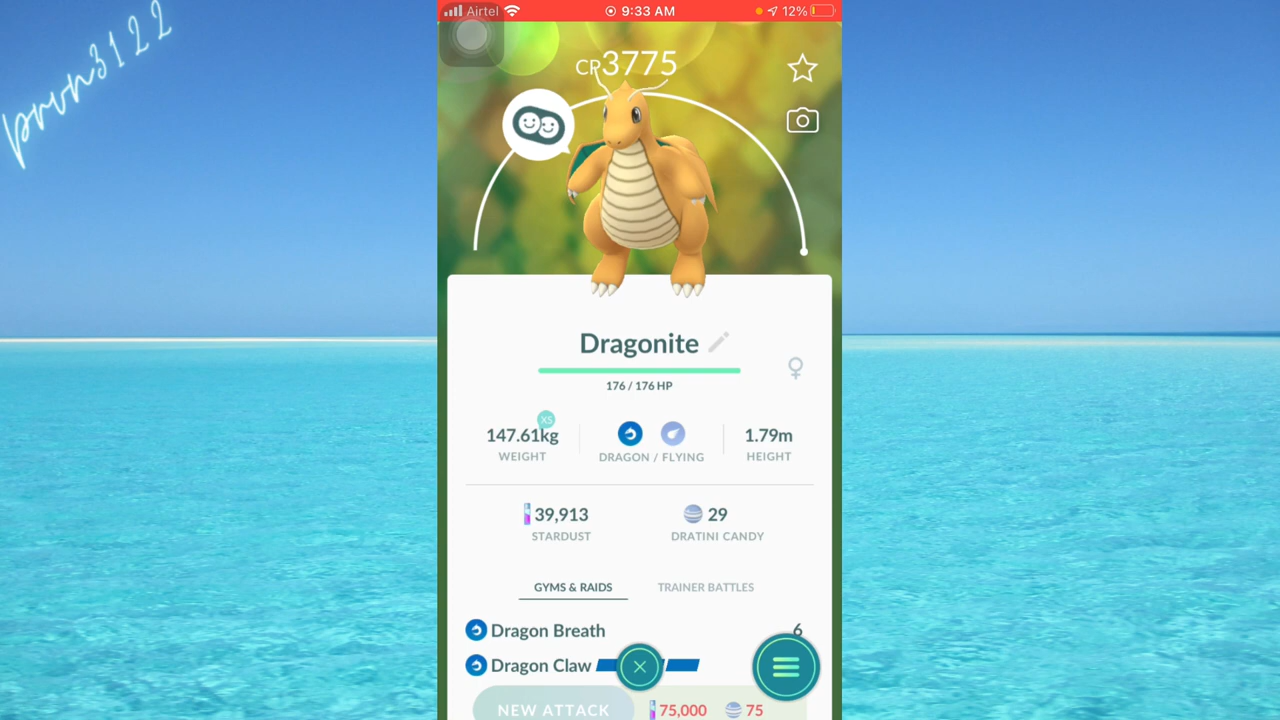 prvn3122
Airtel 9:33 AM 12%
CP3775
Dragonite
176 / 176 HP
XS
147.61kg
WEIGHT
DRAGON / FLYING
1.79m
HEIGHT
39,913
STARDUST
29
DRATINI CANDY
GYMS & RAIDS
TRAINER BATTLES
Dragon Breath 6
Dragon Claw
NEW ATTACK 75,000 75